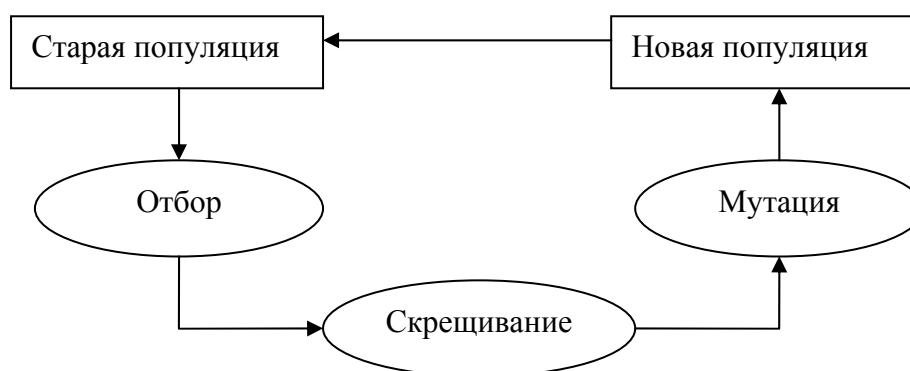 Старая популяция
Новая популяция
Отбор
Мутация
Скрещивание